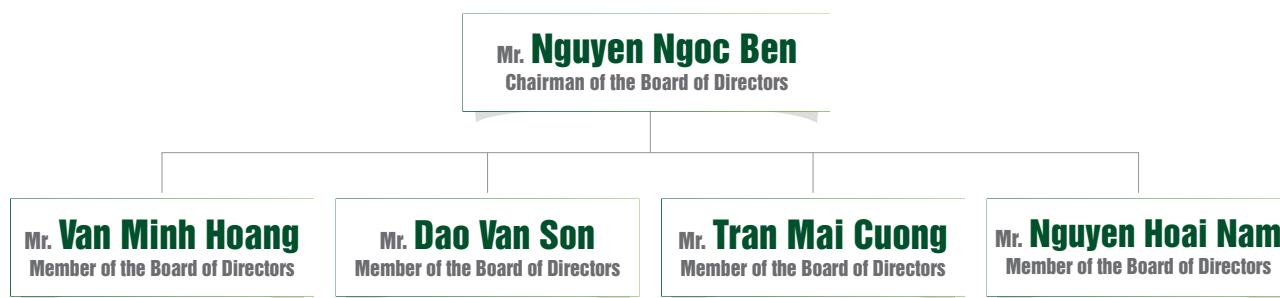 Mr. Nguyen Ngoc Ben
Chairman of the Board of Directors
Mr. Van Minh Hoang
Member of the Board of Directors
Mr. Dao Van Son
Member of the Board of Directors
Mr. Tran Mai Cuong
Member of the Board of Directors
Mr. Nguyen Hoai Nam
Member of the Board of Directors